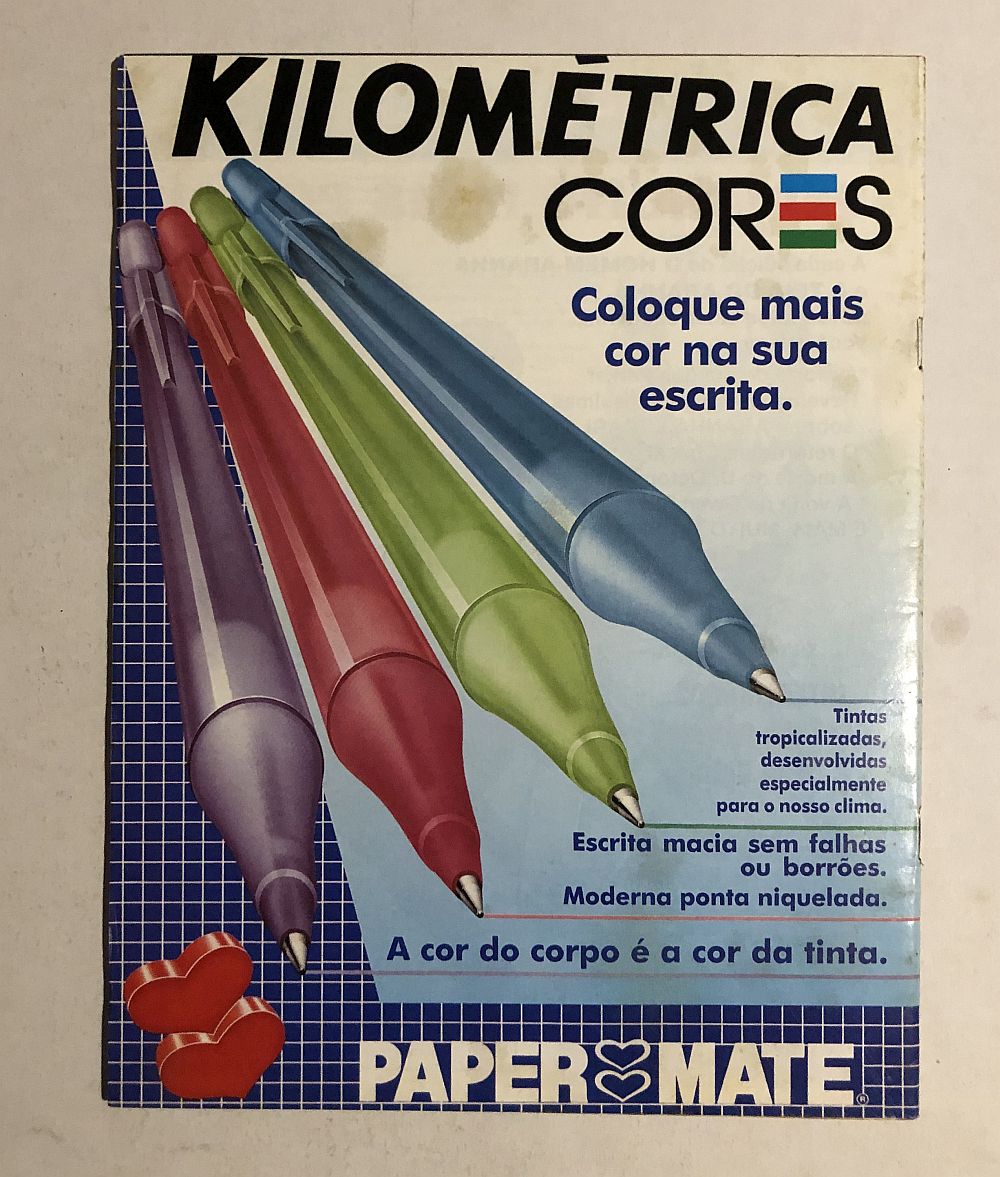 KILOMÉTRICA
CORES
Coloque mais
cor na sua
escrita.
Tintas
tropicalizadas,
desenvolvidas
especialmente
para o nosso clima.
Escrita macia sem falhas
ou borrões.
Moderna ponta niquelada.
A cor do corpo é a cor da tinta.
PAPER MATE ®